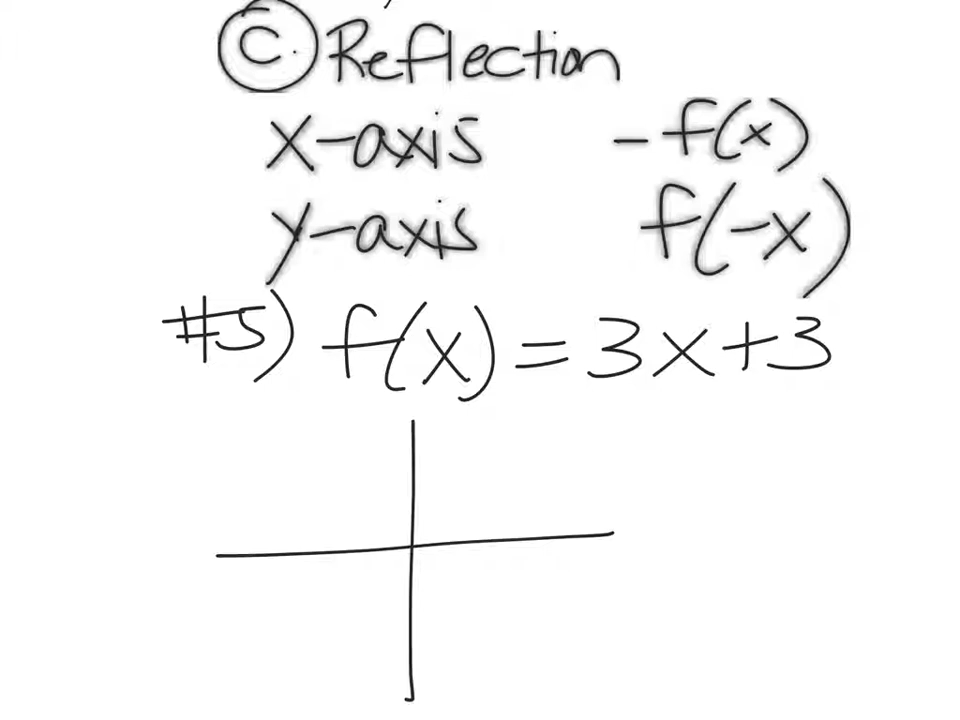 C. Reflection
x-axis -f(x)
y-axis f(-x)
#5) f(x)=3x+3